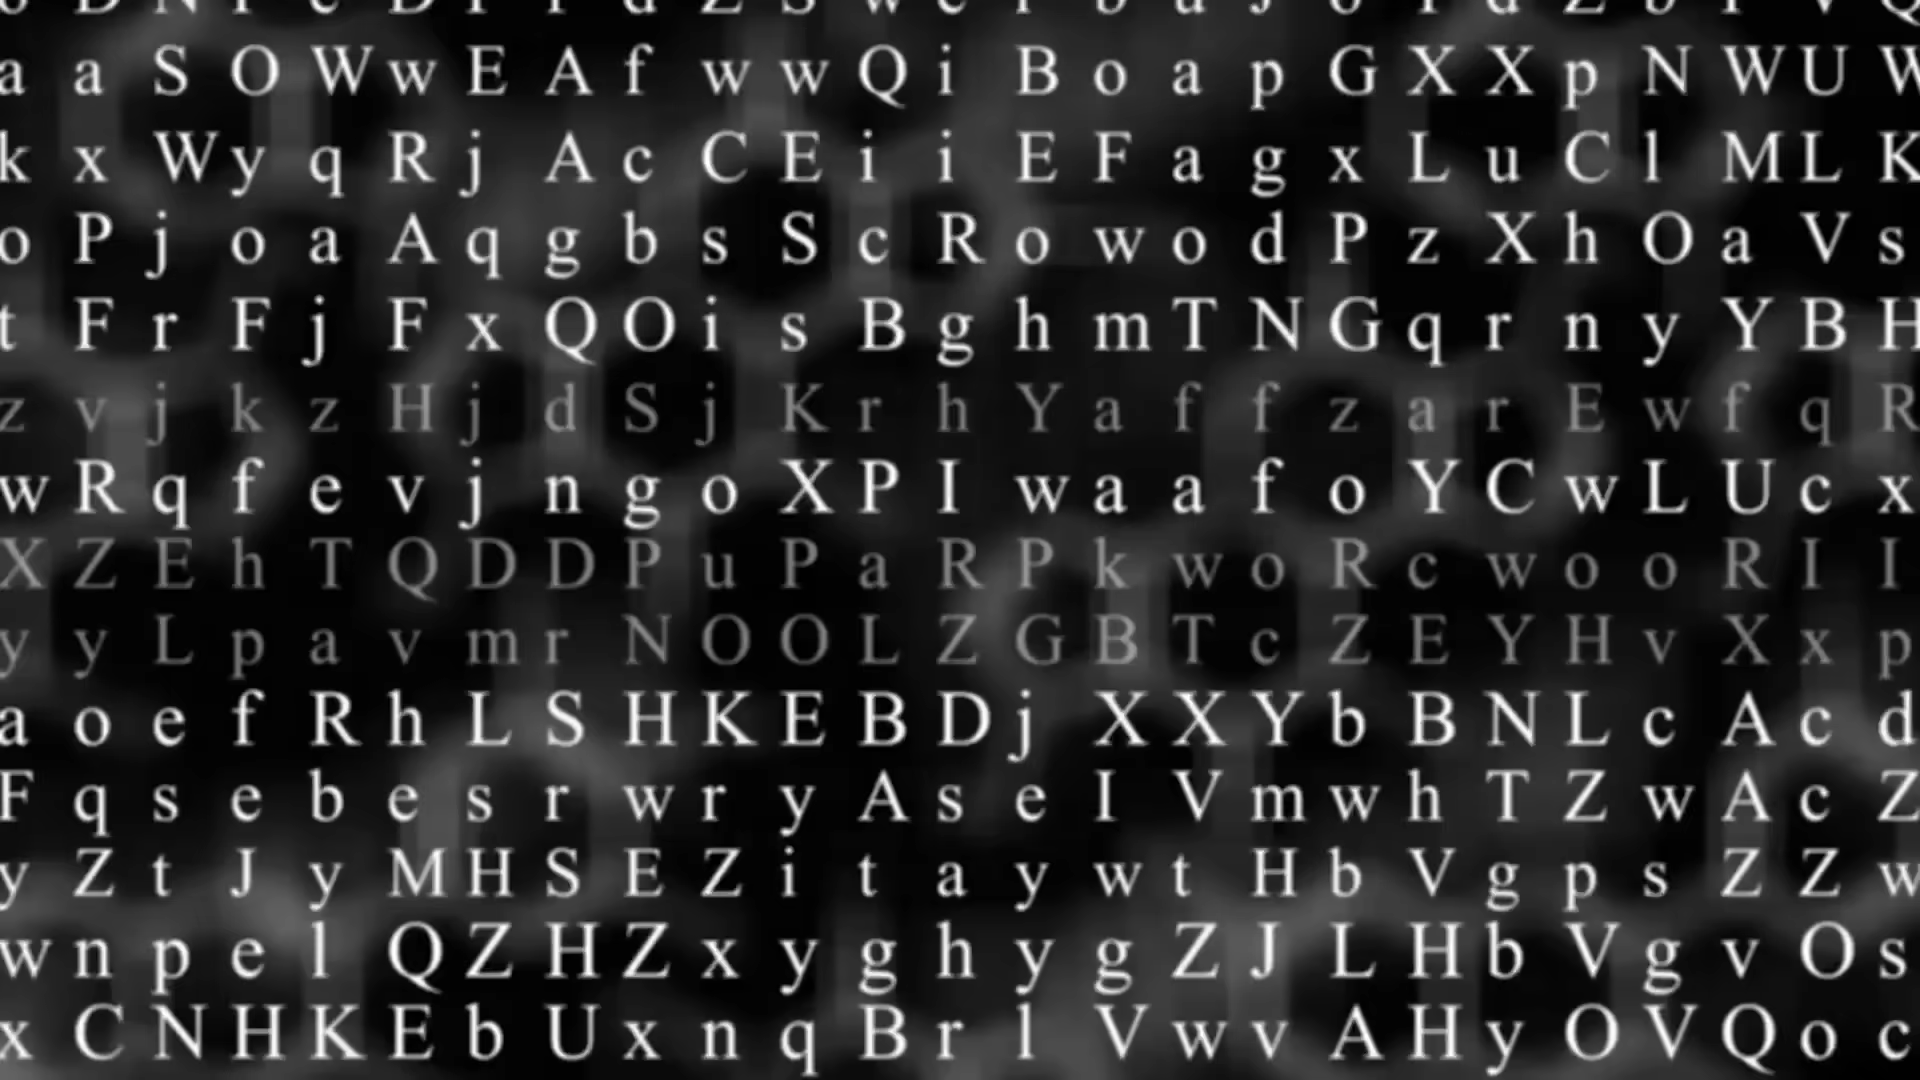 a a S O W w E A f w w Q i B o a p G X X p N W U W
k x W y q R j A c C E i i E F a g x L u C l M L K
o P j o a A q g b s S c R o w o d P z X h O a V s
t F r F j F x Q O i s B g h m T N G q r n y Y B H
z v j k z H j d S j K r h Y a f f z a r E w f q R
w R q f e v j n g o X P I w a a f o Y C w L U c x
X Z E h T Q D D P u P a R P k w o R c w o o R I I
y y L p a v m r N O O L Z G B T c Z E Y H v X x p
a o e f R h L S H K E B D j X X Y b B N L c A c d
F q s e b e s r w r y A s e I V m w h T Z w A c Z
y Z t J y M H S E Z i t a y w t H b V g p s Z Z w
w n p e l Q Z H Z x y g h y g Z J L H b V g v O s
x C N H K E b U x n q B r l V w v A H y O V Q o c